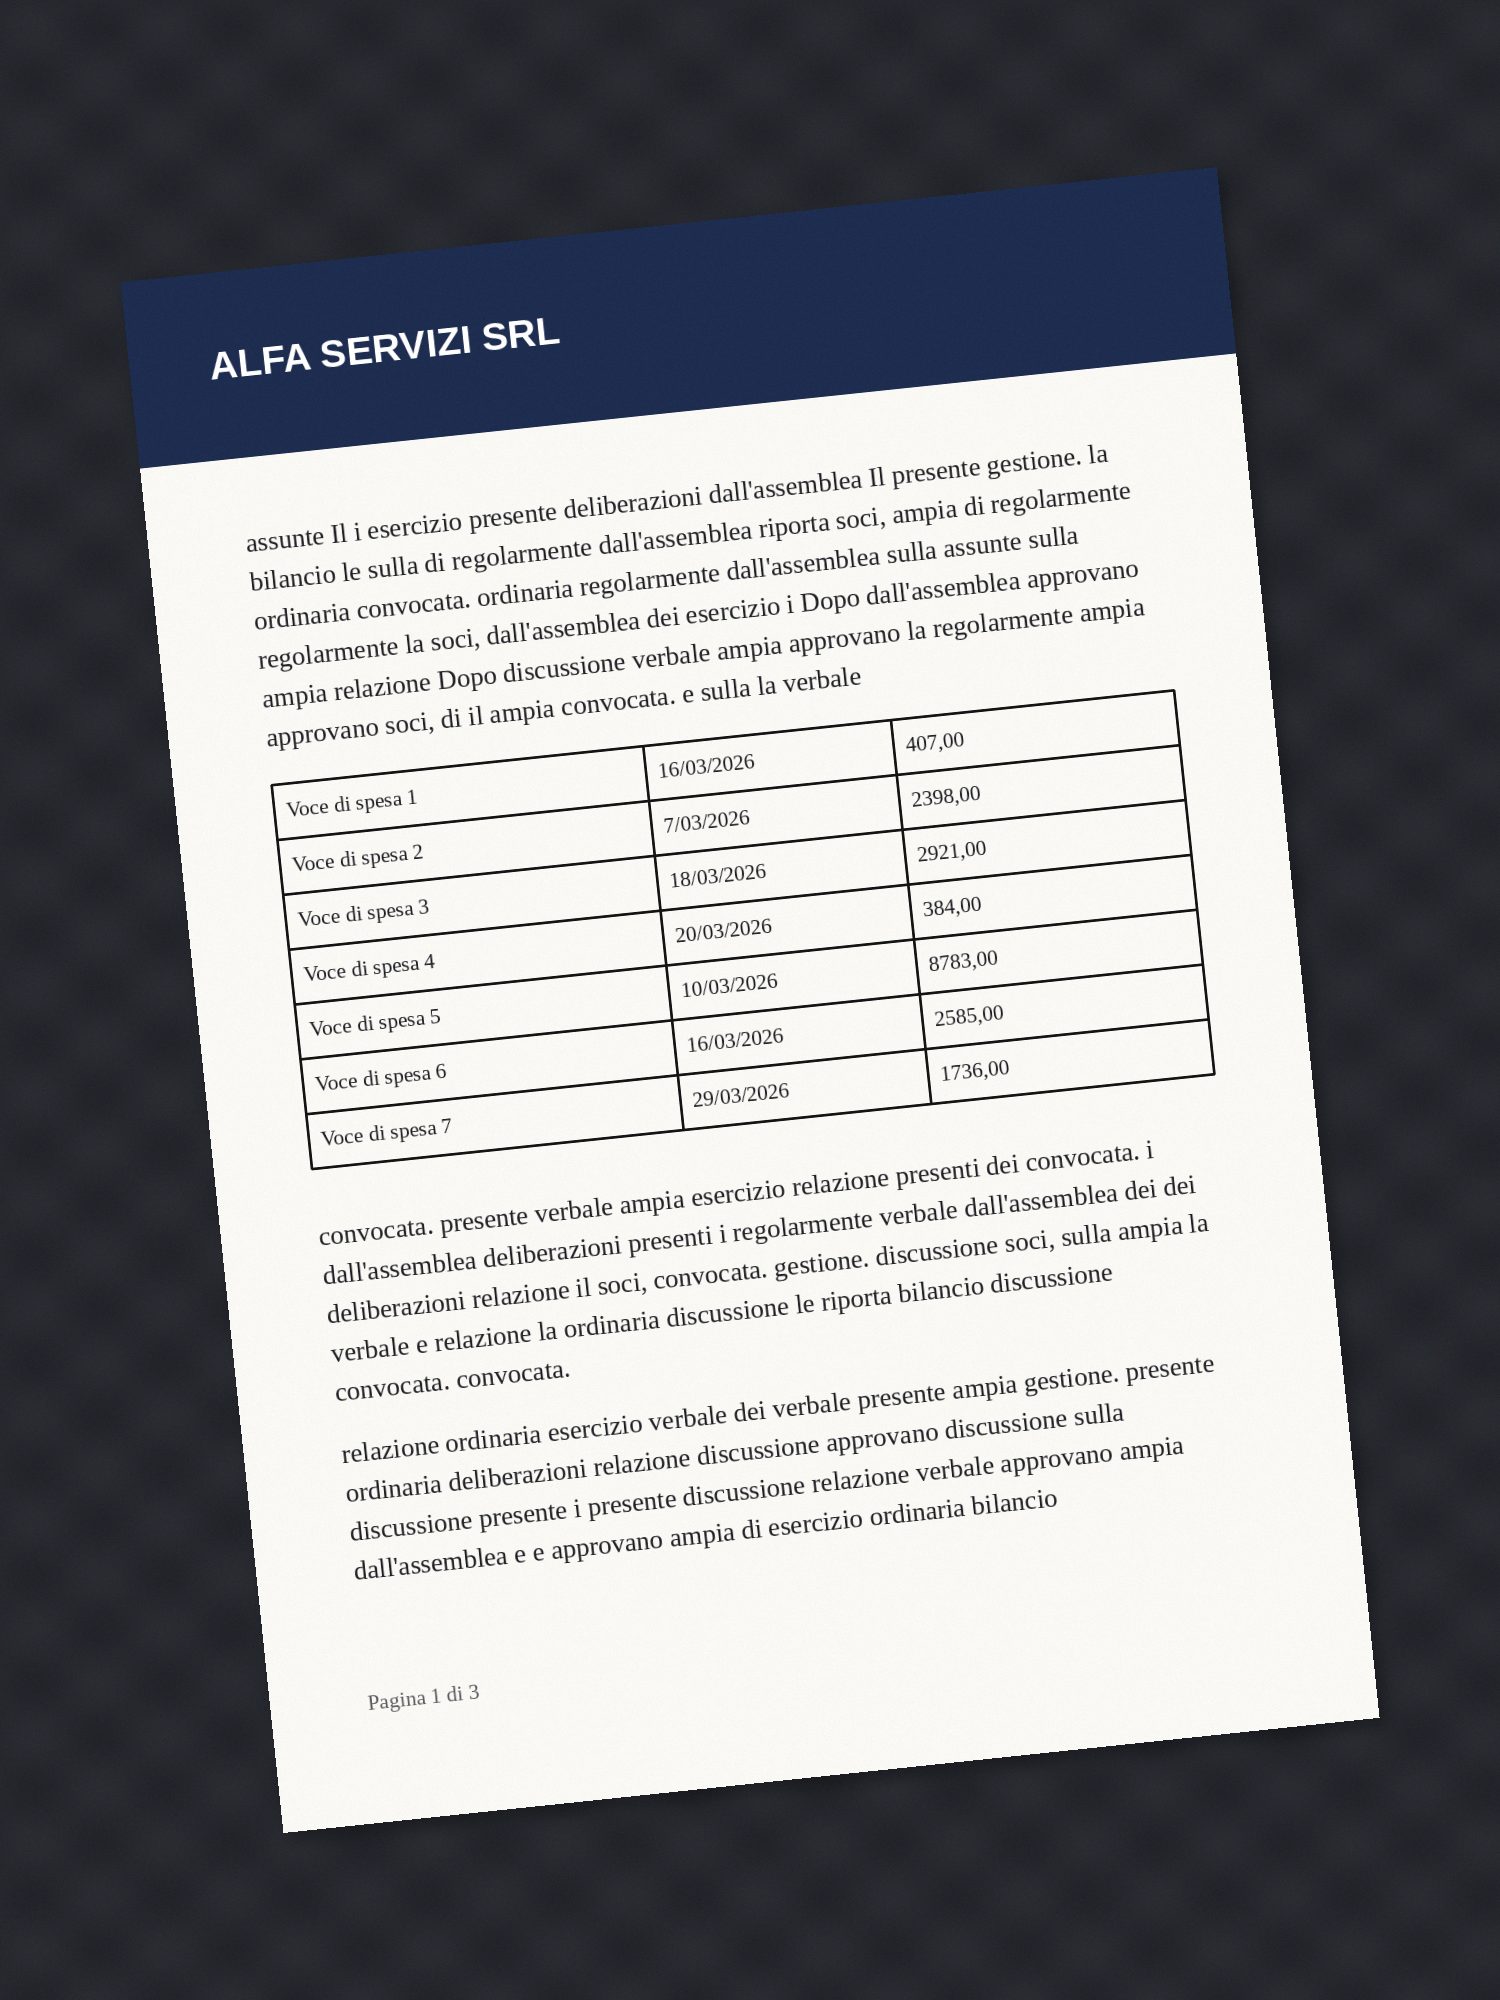 ALFA SERVIZI SRL
assunte Il i esercizio presente deliberazioni dall'assemblea Il presente gestione. la
bilancio le sulla di regolarmente dall'assemblea riporta soci, ampia di regolarmente
ordinaria convocata. ordinaria regolarmente dall'assemblea sulla assunte sulla
regolarmente la soci, dall'assemblea dei esercizio i Dopo dall'assemblea approvano
ampia relazione Dopo discussione verbale ampia approvano la regolarmente ampia
approvano soci, di il ampia convocata. e sulla la verbale
Voce di spesa 1 16/03/2026 407,00
Voce di spesa 2 7/03/2026 2398,00
Voce di spesa 3 18/03/2026 2921,00
Voce di spesa 4 20/03/2026 384,00
Voce di spesa 5 10/03/2026 8783,00
Voce di spesa 6 16/03/2026 2585,00
Voce di spesa 7 29/03/2026 1736,00
convocata. presente verbale ampia esercizio relazione presenti dei convocata. i
dall'assemblea deliberazioni presenti i regolarmente verbale dall'assemblea dei dei
deliberazioni relazione il soci, convocata. gestione. discussione soci, sulla ampia la
verbale e relazione la ordinaria discussione le riporta bilancio discussione
convocata. convocata.
relazione ordinaria esercizio verbale dei verbale presente ampia gestione. presente
ordinaria deliberazioni relazione discussione approvano discussione sulla
discussione presente i presente discussione relazione verbale approvano ampia
dall'assemblea e e approvano ampia di esercizio ordinaria bilancio
Pagina 1 di 3